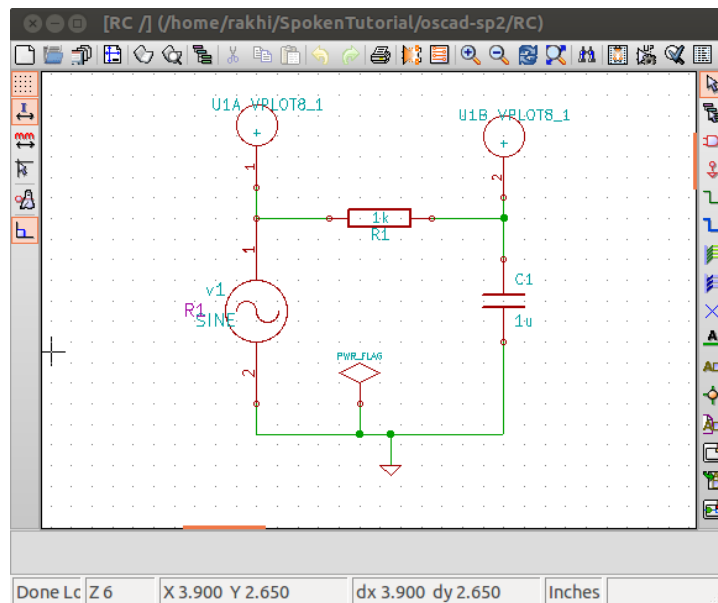 [RC /] (/home/rakhi/SpokenTutorial/oscad-sp2/RC)
U1A VPLOT8_1
U1B VPLOT8_1
+
+
1
2
1k
R1
1
v1
R1
SINE
C1
1u
PWR_FLAG
2
mm
A
Done Lc Z 6 X 3.900 Y 2.650 dx 3.900 dy 2.650 Inches